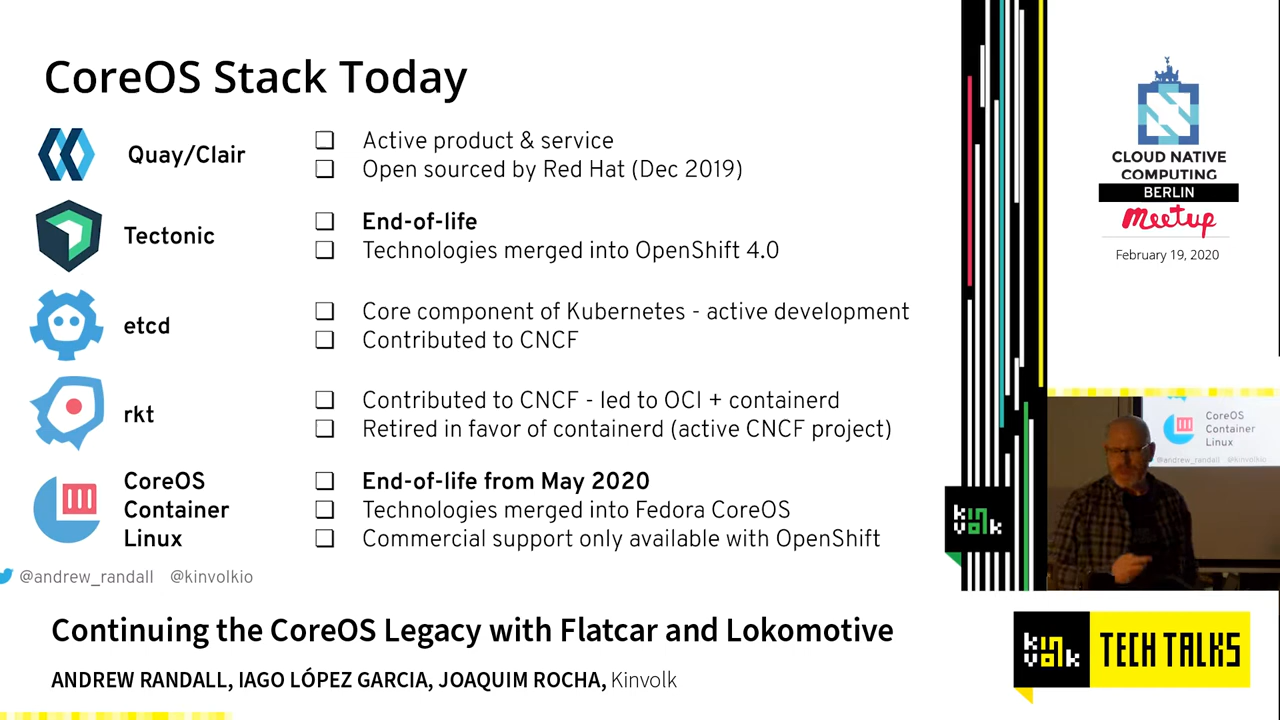 CoreOS Stack Today
Quay/Clair
❏ Active product & service
❏ Open sourced by Red Hat (Dec 2019)
Tectonic
❏ End-of-life
❏ Technologies merged into OpenShift 4.0
etcd
❏ Core component of Kubernetes - active development
❏ Contributed to CNCF
rkt
❏ Contributed to CNCF - led to OCI + containerd
❏ Retired in favor of containerd (active CNCF project)
CoreOS
Container
Linux
❏ End-of-life from May 2020
❏ Technologies merged into Fedora CoreOS
❏ Commercial support only available with OpenShift
@andrew_randall @kinvolkio
Continuing the CoreOS Legacy with Flatcar and Lokomotive
ANDREW RANDALL, IAGO LÓPEZ GARCIA, JOAQUIM ROCHA, Kinvolk
CLOUD NATIVE
COMPUTING
BERLIN
Meetup
February 19, 2020
kinvolk
CoreOS
Container
Linux
@andrew_randall @kinvolkio
kinvolk
TECH TALKS